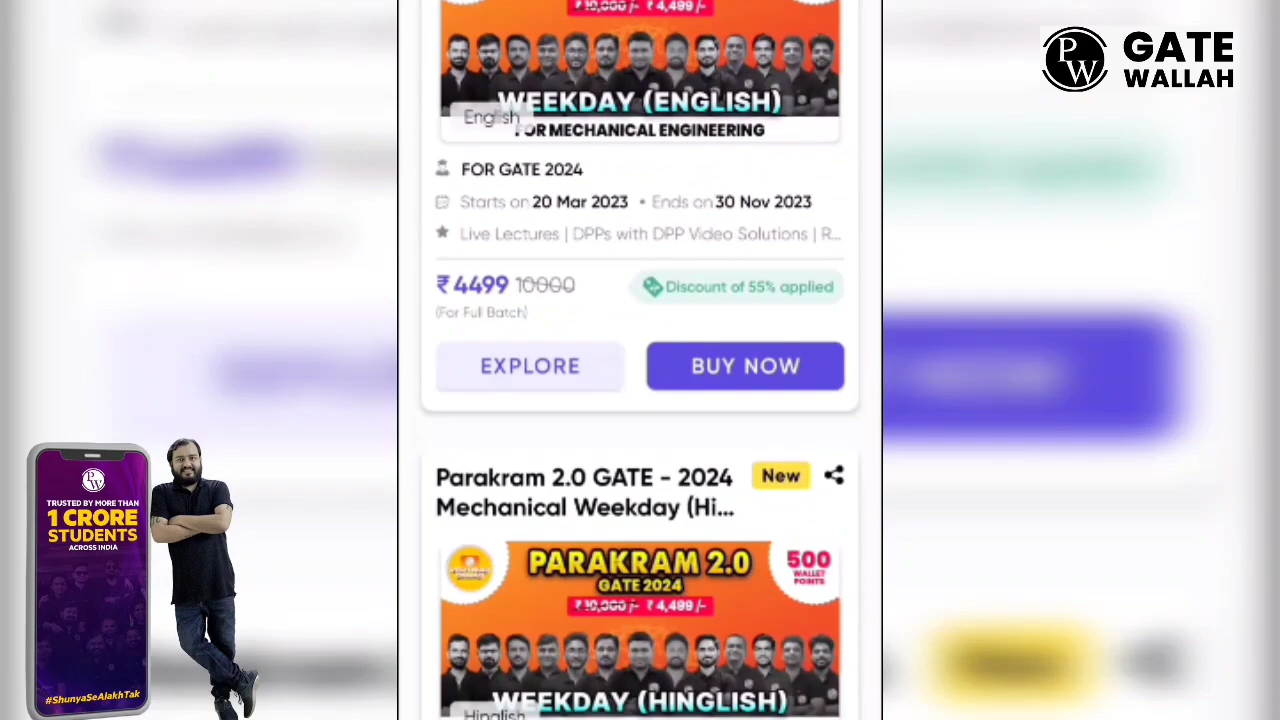 ₹10,000/- ₹4,499/-
WEEKDAY (ENGLISH)
English
FOR MECHANICAL ENGINEERING
FOR GATE 2024
Starts on 20 Mar 2023 • Ends on 30 Nov 2023
Live Lectures | DPPs with DPP Video Solutions | R...
₹4499 10000
Discount of 55% applied
(For Full Batch)
EXPLORE
BUY NOW
Parakram 2.0 GATE - 2024
Mechanical Weekday (Hi...
New
PARAKRAM 2.0
GATE 2024
₹10,000/- ₹4,499/-
500
WALLET
POINTS
WEEKDAY (HINGLISH)
Hinglish
PW
GATE
WALLAH
PW
TRUSTED BY MORE THAN
1 CRORE
STUDENTS
ACROSS INDIA
#ShunyaSeAlakhTak